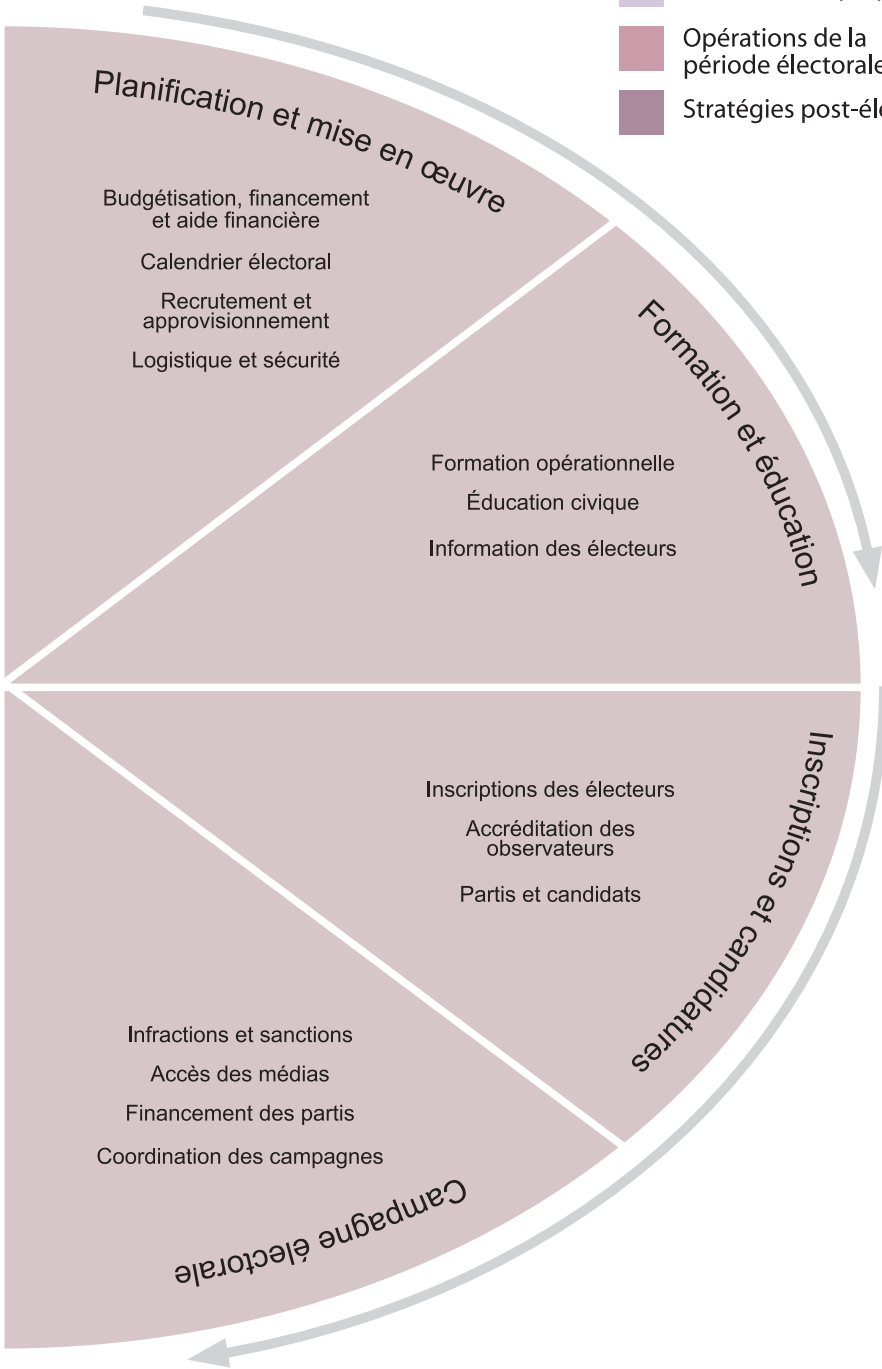 Opérations de la
période électorale
Stratégies post-éle
Planification et mise en œuvre
Budgétisation, financement
et aide financière
Calendrier électoral
Recrutement et
approvisionnement
Logistique et sécurité
Formation et éducation
Formation opérationnelle
Éducation civique
Information des électeurs
Inscriptions et candidatures
Inscriptions des électeurs
Accréditation des
observateurs
Partis et candidats
Infractions et sanctions
Accès des médias
Financement des partis
Coordination des campagnes
Campagne électorale